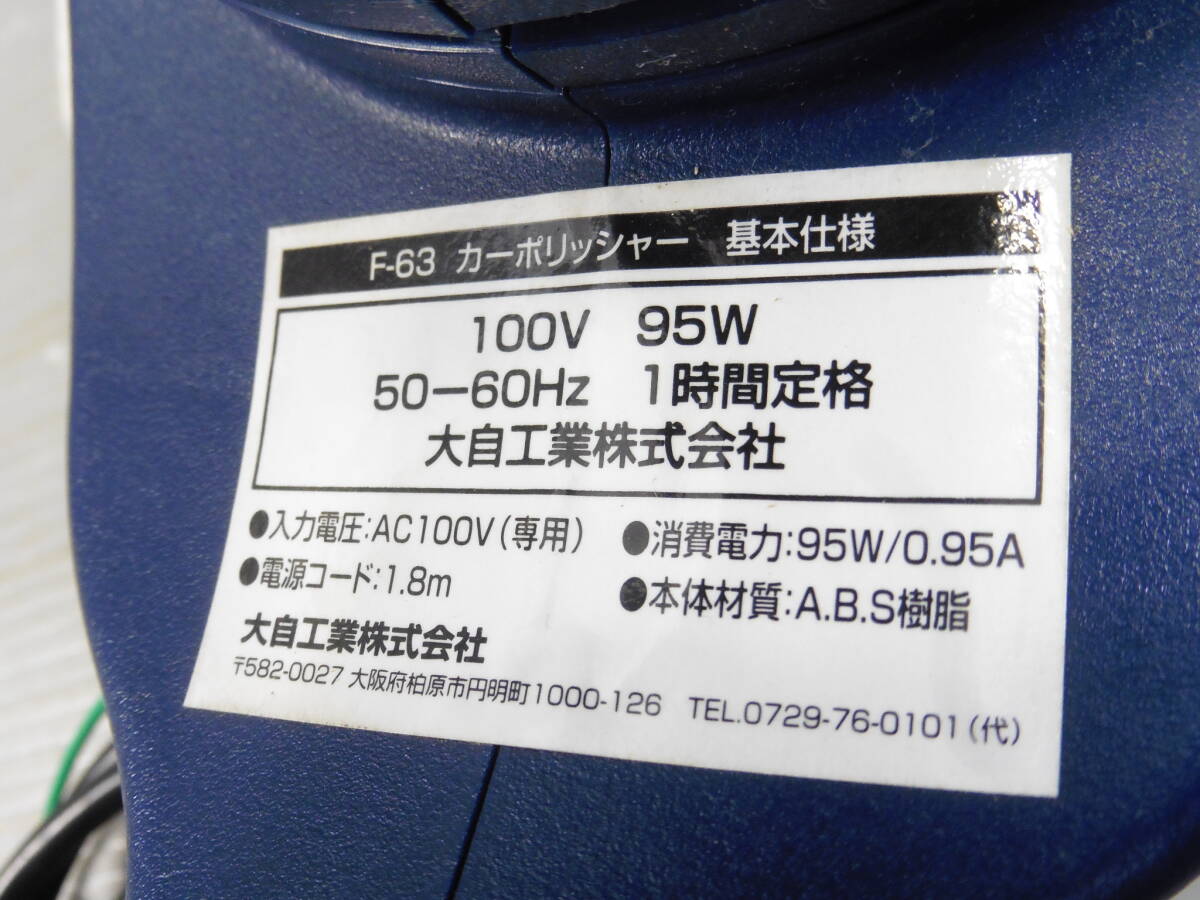 F-63 カーポリッシャー 基本仕様
100V 95W
50−60Hz 1時間定格
大自工業株式会社
●入力電圧:AC100V(専用) ●消費電力:95W/0.95A
●電源コード:1.8m ●本体材質:A.B.S樹脂
大自工業株式会社
〒582-0027 大阪府柏原市円明町1000-126 TEL.0729-76-0101(代)